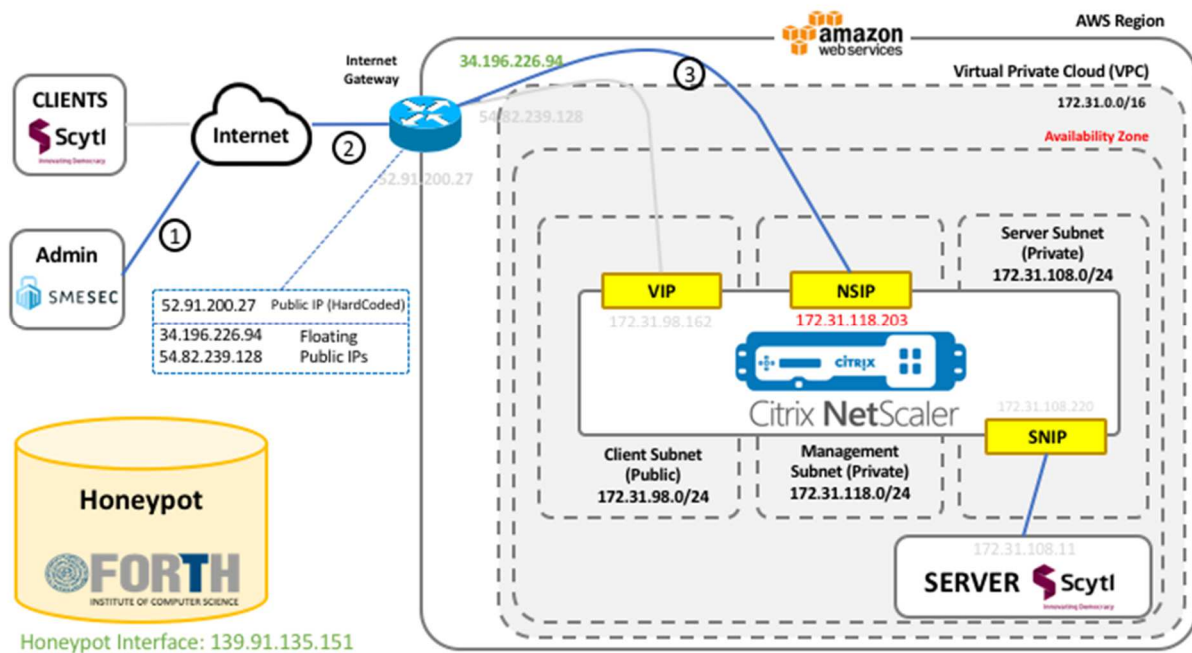 AWS Region
amazon
web services
Internet
Gateway
34.196.226.94
3
Virtual Private Cloud (VPC)
172.31.0.0/16
CLIENTS
Scytl
Innovating Democracy
Internet
2
54.82.239.128
Availability Zone
52.91.200.27
1
Admin
SMESEC
Server Subnet
(Private)
172.31.108.0/24
52.91.200.27 Public IP (HardCoded)
34.196.226.94 Floating
54.82.239.128 Public IPs
VIP
172.31.98.162
NSIP
172.31.118.203
CITRIX
Citrix NetScaler
172.31.108.220
SNIP
Client Subnet
(Public)
172.31.98.0/24
Management
Subnet (Private)
172.31.118.0/24
Honeypot
FORTH
INSTITUTE OF COMPUTER SCIENCE
Honeypot Interface: 139.91.135.151
172.31.108.11
SERVER Scytl
Innovating Democracy